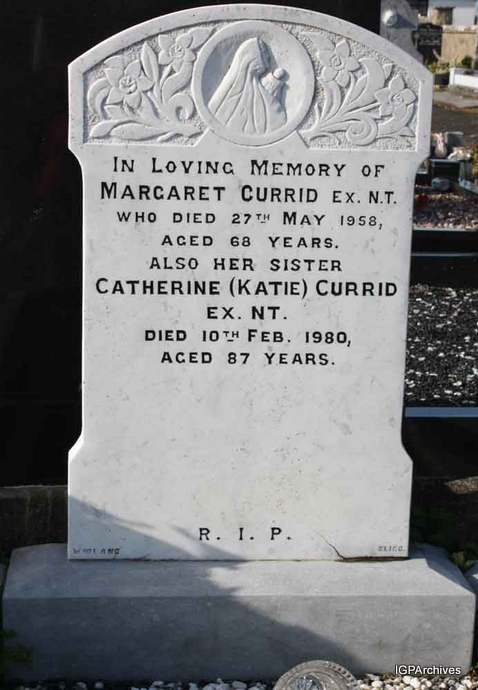 IN LOVING MEMORY OF
MARGARET CURRID EX. N.T.
WHO DIED 27TH MAY 1958,
AGED 68 YEARS.
ALSO HER SISTER
CATHERINE (KATIE) CURRID
EX. NT.
DIED 10TH FEB. 1980,
AGED 87 YEARS.
R. I. P.
SLIGO.
IGPArchives